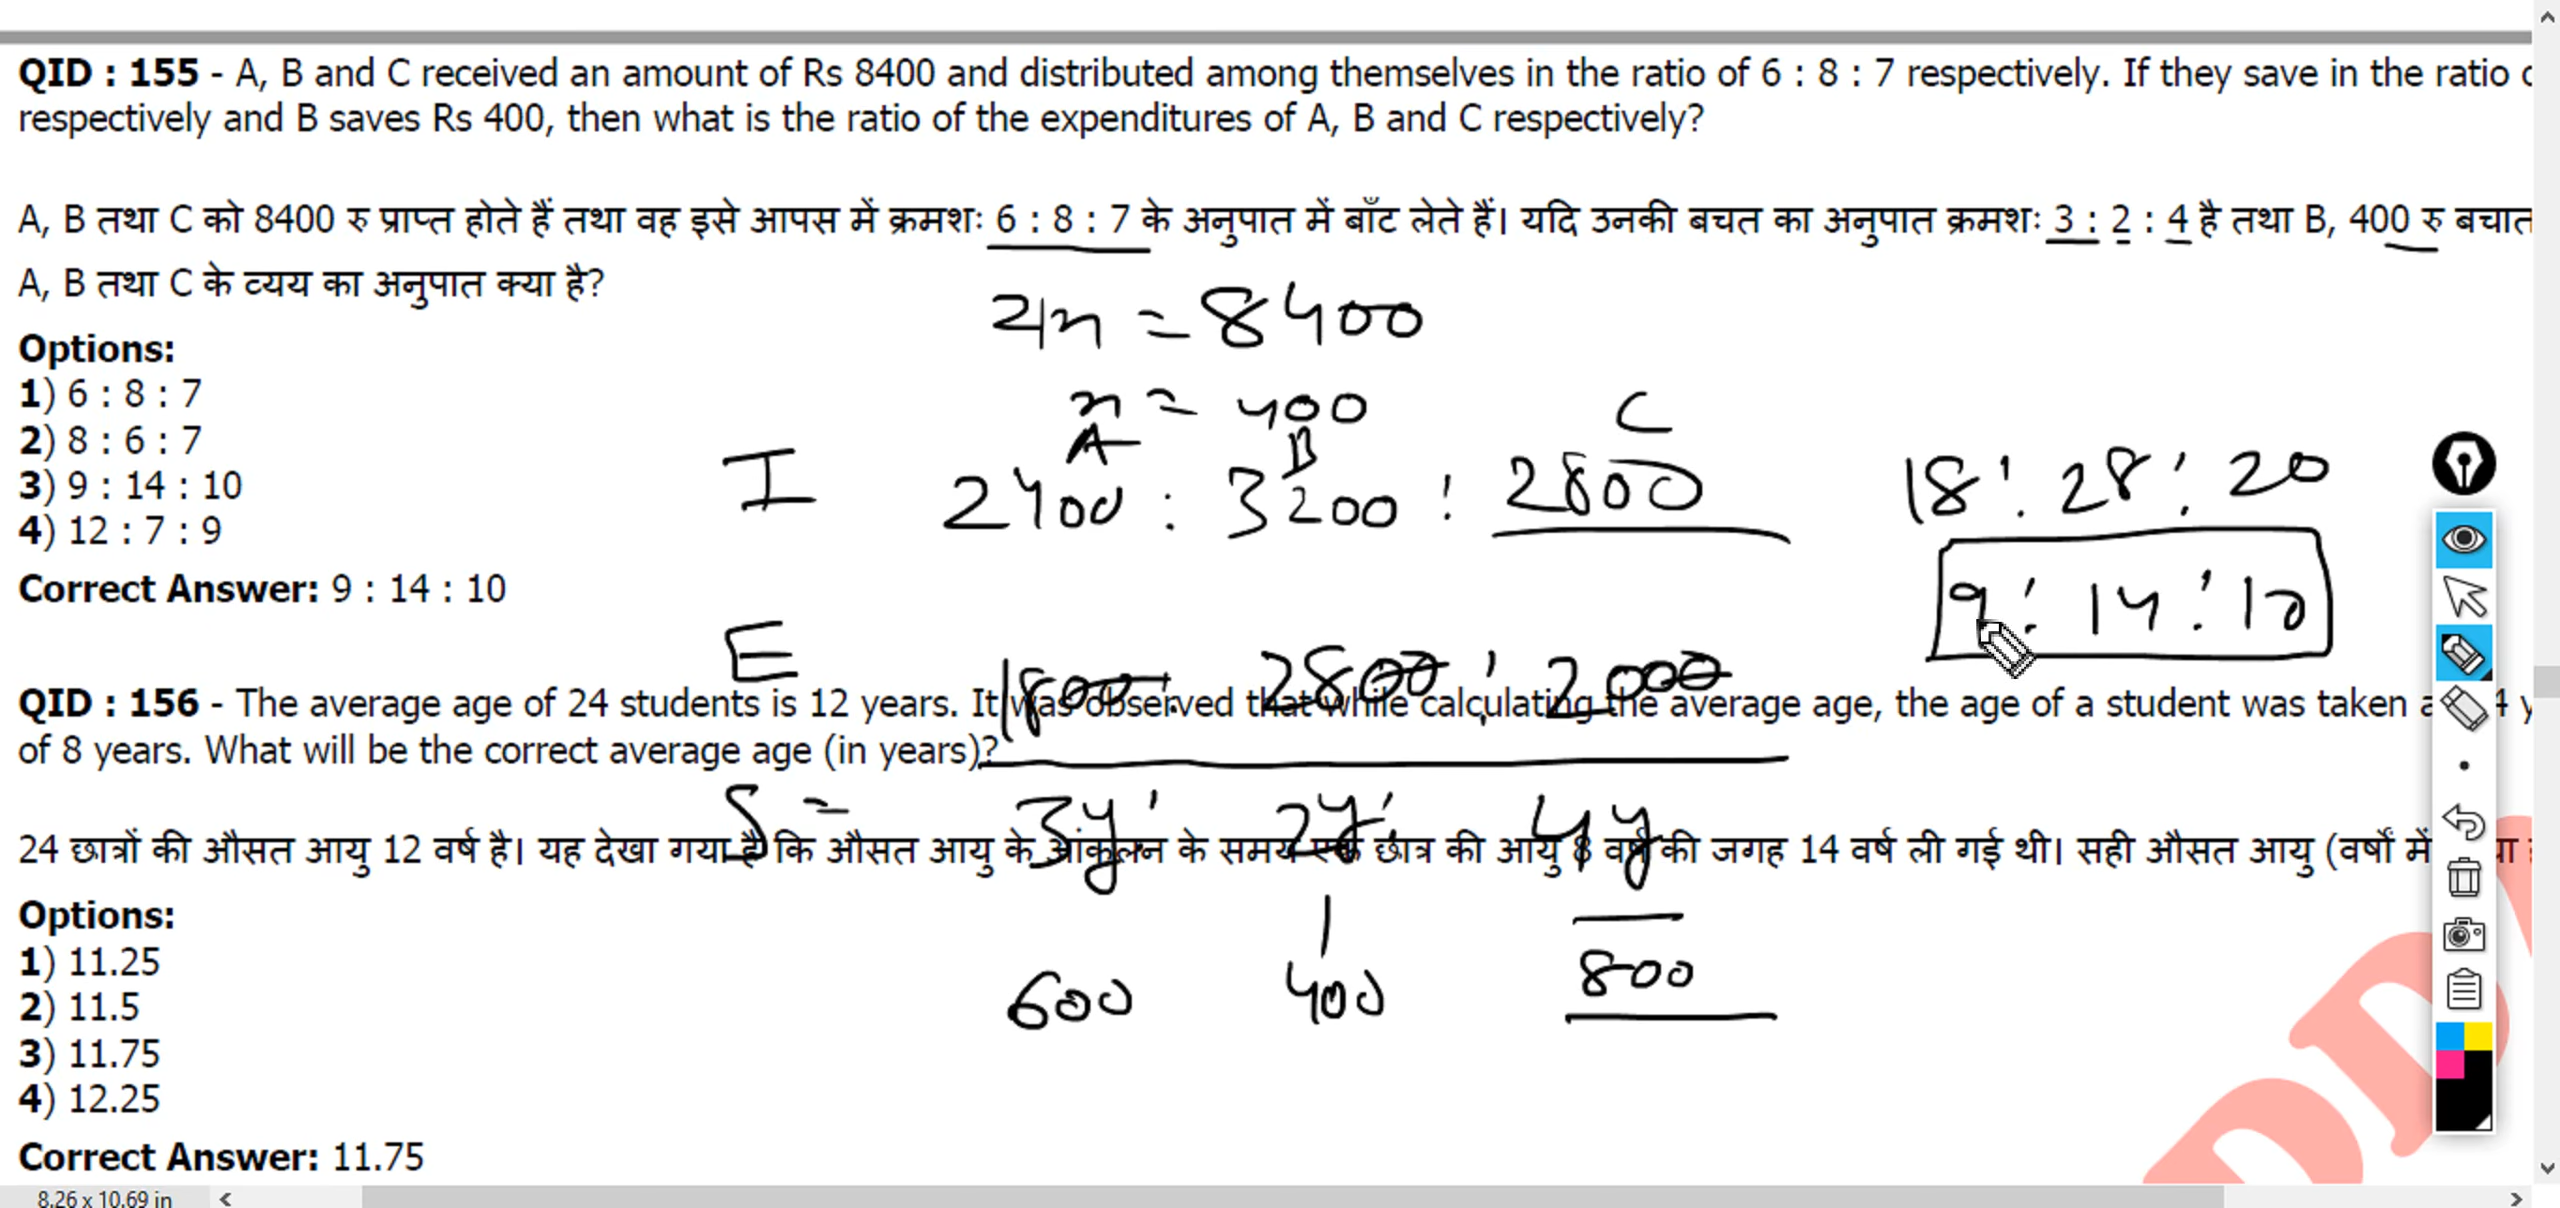 QID : 155 - A, B and C received an amount of Rs 8400 and distributed among themselves in the ratio of 6 : 8 : 7 respectively. If they save in the ratio
respectively and B saves Rs 400, then what is the ratio of the expenditures of A, B and C respectively?
A, B तथा C को 8400 रु प्राप्त होते हैं तथा वह इसे आपस में क्रमशः 6 : 8 : 7 के अनुपात में बाँट लेते हैं। यदि उनकी बचत का अनुपात क्रमशः 3 : 2 : 4 है तथा B, 400 रु बचात
A, B तथा C के व्यय का अनुपात क्या है?
21x = 8400
Options:
1) 6 : 8 : 7
x = 400
2) 8 : 6 : 7
A B C
3) 9 : 14 : 10
I 2400 : 3200 : 2800
18 : 28 : 20
4) 12 : 7 : 9
Correct Answer: 9 : 14 : 10
9 : 14 : 10
E 1800 : 2800 : 2000
QID : 156 - The average age of 24 students is 12 years. It was observed that while calculating the average age, the age of a student was taken
of 8 years. What will be the correct average age (in years)?
S = 3y : 2y : 4y
24 छात्रों की औसत आयु 12 वर्ष है। यह देखा गया है कि औसत आयु के आंकलन के समय एक छात्र की आयु 8 वर्ष की जगह 14 वर्ष ली गई थी। सही औसत आयु (वर्षों में
Options:
1) 11.25
600 400 800
2) 11.5
3) 11.75
4) 12.25
Correct Answer: 11.75
8.26 x 10.69 in